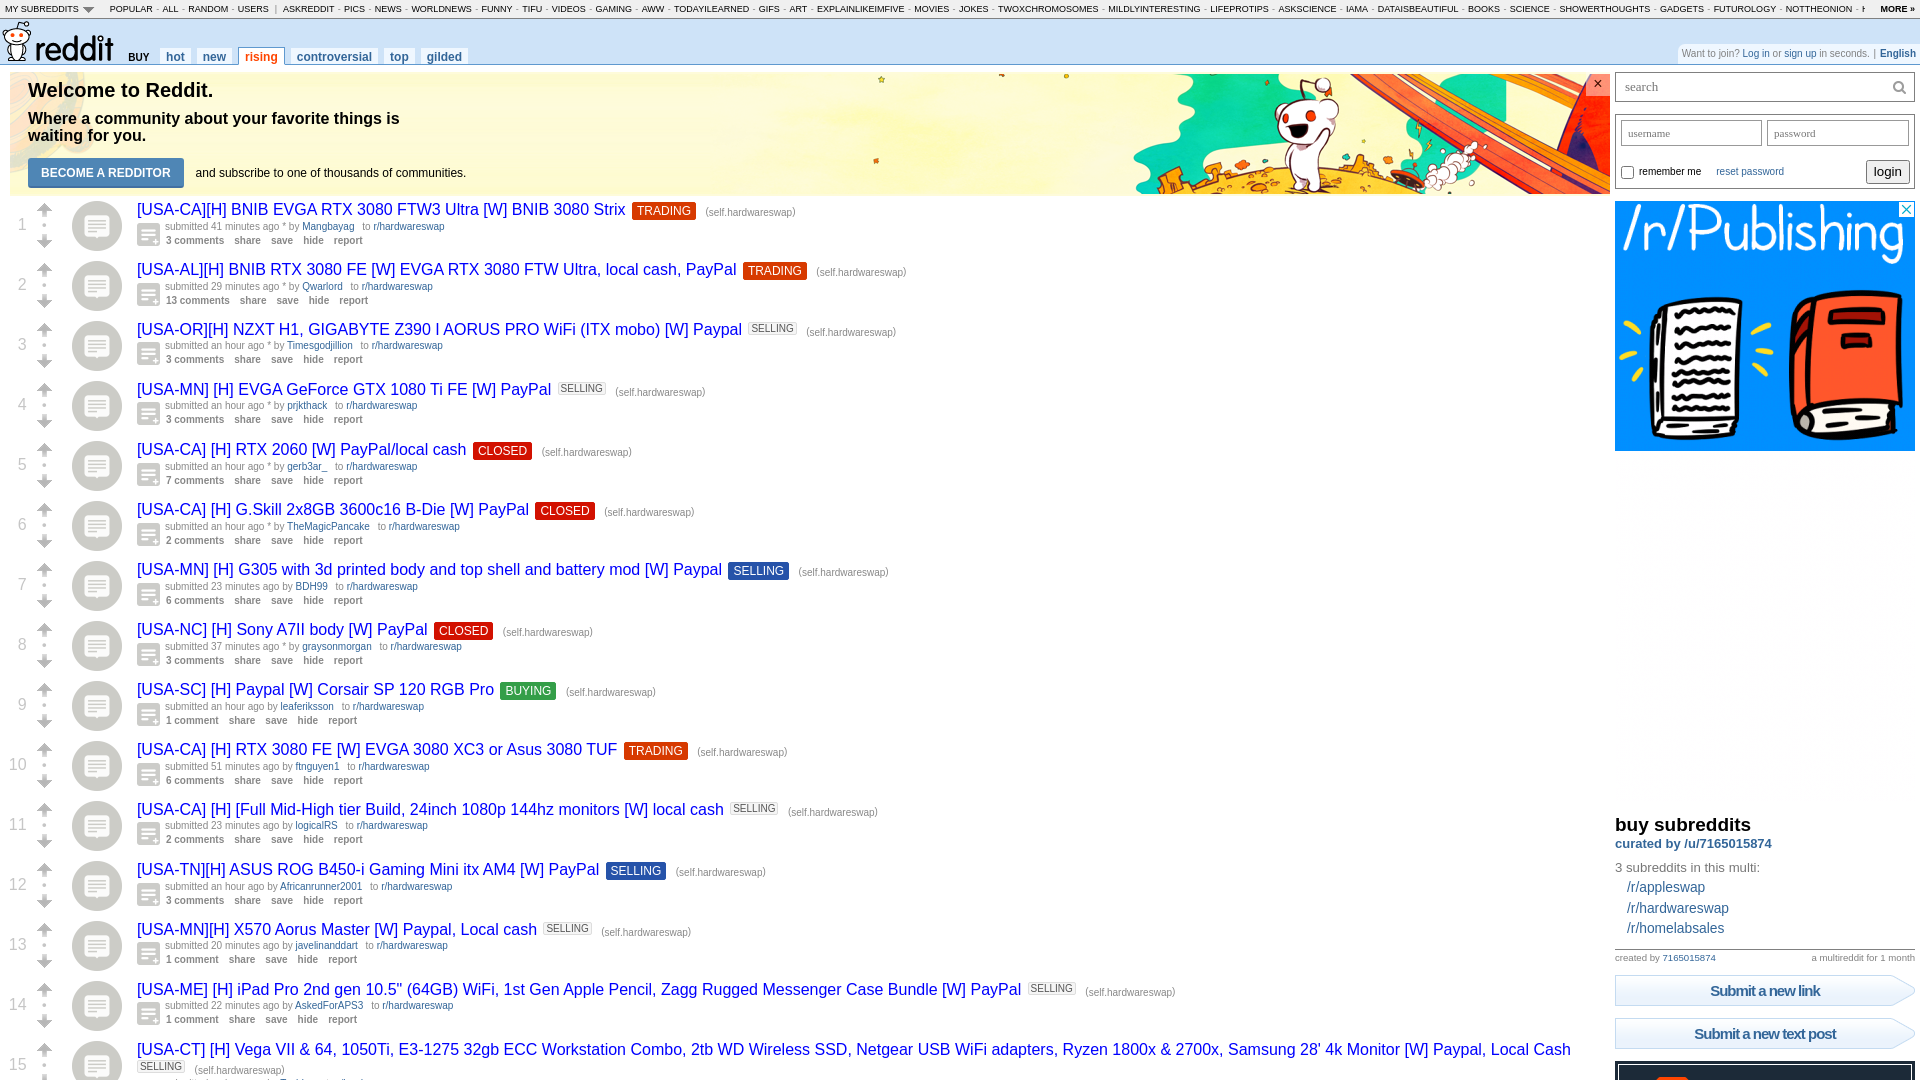 MY SUBREDDITS POPULAR - ALL - RANDOM - USERS | ASKREDDIT - PICS - NEWS - WORLDNEWS - FUNNY - TIFU - VIDEOS - GAMING - AWW - TODAYILEARNED - GIFS - ART - EXPLAINLIKEIMFIVE - MOVIES - JOKES - TWOXCHROMOSOMES - MILDLYINTERESTING - LIFEPROTIPS - ASKSCIENCE - IAMA - DATAISBEAUTIFUL - BOOKS - SCIENCE - SHOWERTHOUGHTS - GADGETS - FUTUROLOGY - NOTTHEONION - MORE »
reddit BUY hot new rising controversial top gilded
Want to join? Log in or sign up in seconds. | English
Welcome to Reddit.
Where a community about your favorite things is
waiting for you.
BECOME A REDDITOR and subscribe to one of thousands of communities.
×
1
[USA-CA][H] BNIB EVGA RTX 3080 FTW3 Ultra [W] BNIB 3080 Strix TRADING (self.hardwareswap)
submitted 41 minutes ago * by Mangbayag to r/hardwareswap
3 comments share save hide report
2
[USA-AL][H] BNIB RTX 3080 FE [W] EVGA RTX 3080 FTW Ultra, local cash, PayPal TRADING (self.hardwareswap)
submitted 29 minutes ago * by Qwarlord to r/hardwareswap
13 comments share save hide report
3
[USA-OR][H] NZXT H1, GIGABYTE Z390 I AORUS PRO WiFi (ITX mobo) [W] Paypal SELLING (self.hardwareswap)
submitted an hour ago * by Timesgodjillion to r/hardwareswap
3 comments share save hide report
4
[USA-MN] [H] EVGA GeForce GTX 1080 Ti FE [W] PayPal SELLING (self.hardwareswap)
submitted an hour ago * by prjkthack to r/hardwareswap
3 comments share save hide report
5
[USA-CA] [H] RTX 2060 [W] PayPal/local cash CLOSED (self.hardwareswap)
submitted an hour ago * by gerb3ar_ to r/hardwareswap
7 comments share save hide report
6
[USA-CA] [H] G.Skill 2x8GB 3600c16 B-Die [W] PayPal CLOSED (self.hardwareswap)
submitted an hour ago * by TheMagicPancake to r/hardwareswap
2 comments share save hide report
7
[USA-MN] [H] G305 with 3d printed body and top shell and battery mod [W] Paypal SELLING (self.hardwareswap)
submitted 23 minutes ago by BDH99 to r/hardwareswap
6 comments share save hide report
8
[USA-NC] [H] Sony A7II body [W] PayPal CLOSED (self.hardwareswap)
submitted 37 minutes ago * by graysonmorgan to r/hardwareswap
3 comments share save hide report
9
[USA-SC] [H] Paypal [W] Corsair SP 120 RGB Pro BUYING (self.hardwareswap)
submitted an hour ago by leaferiksson to r/hardwareswap
1 comment share save hide report
10
[USA-CA] [H] RTX 3080 FE [W] EVGA 3080 XC3 or Asus 3080 TUF TRADING (self.hardwareswap)
submitted 51 minutes ago by ftnguyen1 to r/hardwareswap
6 comments share save hide report
11
[USA-CA] [H] [Full Mid-High tier Build, 24inch 1080p 144hz monitors [W] local cash SELLING (self.hardwareswap)
submitted 23 minutes ago by logicalRS to r/hardwareswap
2 comments share save hide report
12
[USA-TN][H] ASUS ROG B450-i Gaming Mini itx AM4 [W] PayPal SELLING (self.hardwareswap)
submitted an hour ago by Africanrunner2001 to r/hardwareswap
3 comments share save hide report
13
[USA-MN][H] X570 Aorus Master [W] Paypal, Local cash SELLING (self.hardwareswap)
submitted 20 minutes ago by javelinanddart to r/hardwareswap
1 comment share save hide report
14
[USA-ME] [H] iPad Pro 2nd gen 10.5" (64GB) WiFi, 1st Gen Apple Pencil, Zagg Rugged Messenger Case Bundle [W] PayPal SELLING (self.hardwareswap)
submitted 22 minutes ago by AskedForAPS3 to r/hardwareswap
1 comment share save hide report
15
[USA-CT] [H] Vega VII & 64, 1050Ti, E3-1275 32gb ECC Workstation Combo, 2tb WD Wireless SSD, Netgear USB WiFi adapters, Ryzen 1800x & 2700x, Samsung 28' 4k Monitor [W] Paypal, Local Cash
SELLING (self.hardwareswap)
search
username password
remember me reset password login
/r/Publishing
buy subreddits
curated by /u/7165015874
3 subreddits in this multi:
/r/appleswap
/r/hardwareswap
/r/homelabsales
created by 7165015874 a multireddit for 1 month
Submit a new link
Submit a new text post